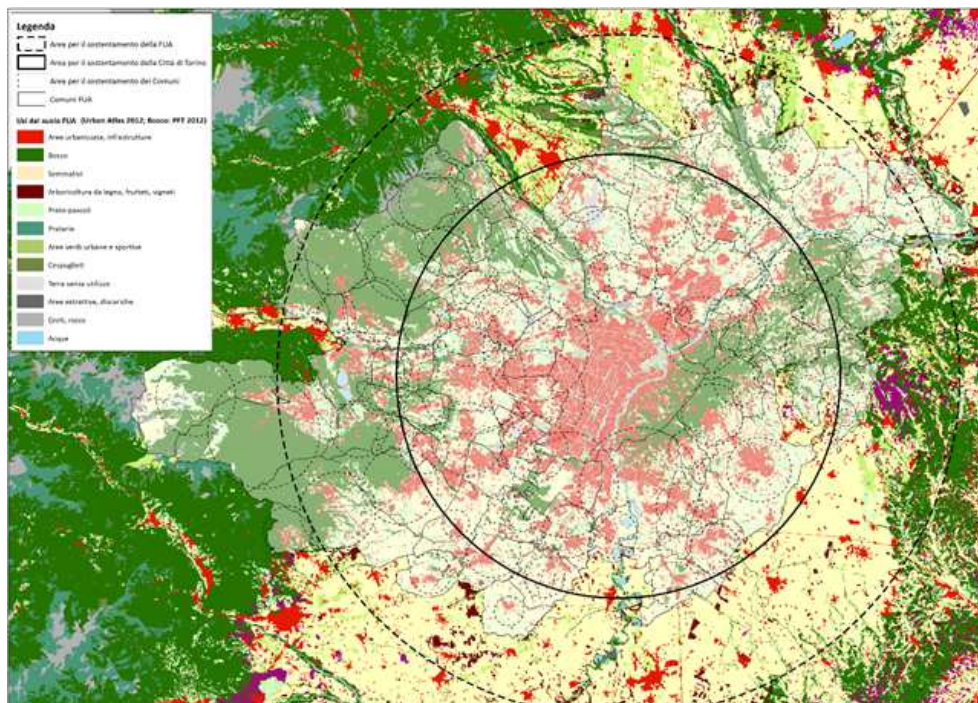 Legenda
Area per il sostentamento della FUA
Area per il sostentamento della Città di Torino
Area per il sostentamento dei Comuni
Comuni FUA
Usi del suolo FUA (Urban Atlas 2012; Bosco: PFT 2012)
Aree urbanizzate, infrastrutture
Bosco
Seminativi
Arboricoltura da legno, frutteti, vigneti
Prato-pascoli
Praterie
Aree verdi urbane e sportive
Cespuglieti
Terre senza utilizzo
Aree estrattive, discariche
Greti, rocce
Acque